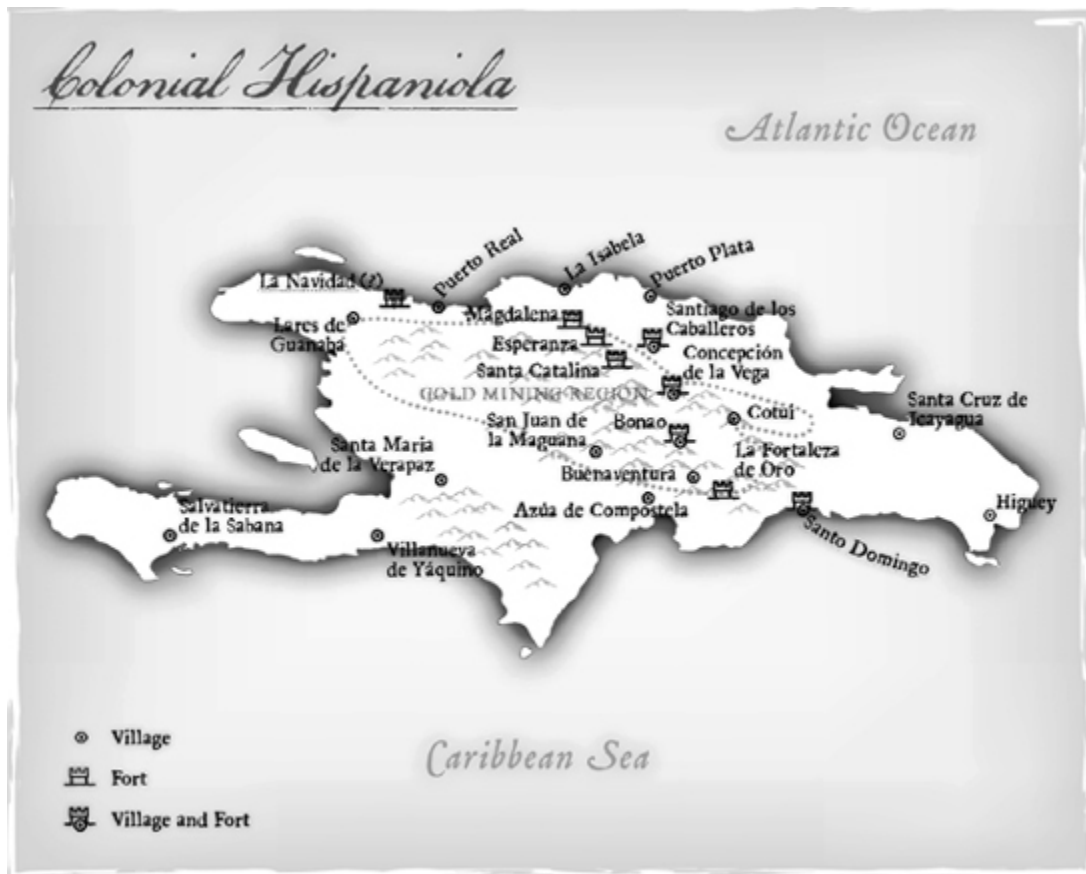 Colonial Hispaniola
Atlantic Ocean
La Navidad (?)
Puerto Real
La Isabela
Puerto Plata
Lares de
Guanaba
Magdalena
Santiago de los
Caballeros
Esperanza
Santa Catalina
Concepción
de la Vega
GOLD MINING REGION
Santa Cruz de
Icayagua
Cotuí
San Juan de
la Maguana
Bonao
Santa Maria
de la Verapaz
La Fortaleza
de Oro
Buenaventura
Azúa de Compostela
Higuey
Salvatierra
de la Sabana
Villanueva
de Yáquino
Santo Domingo
Caribbean Sea
Village
Fort
Village and Fort